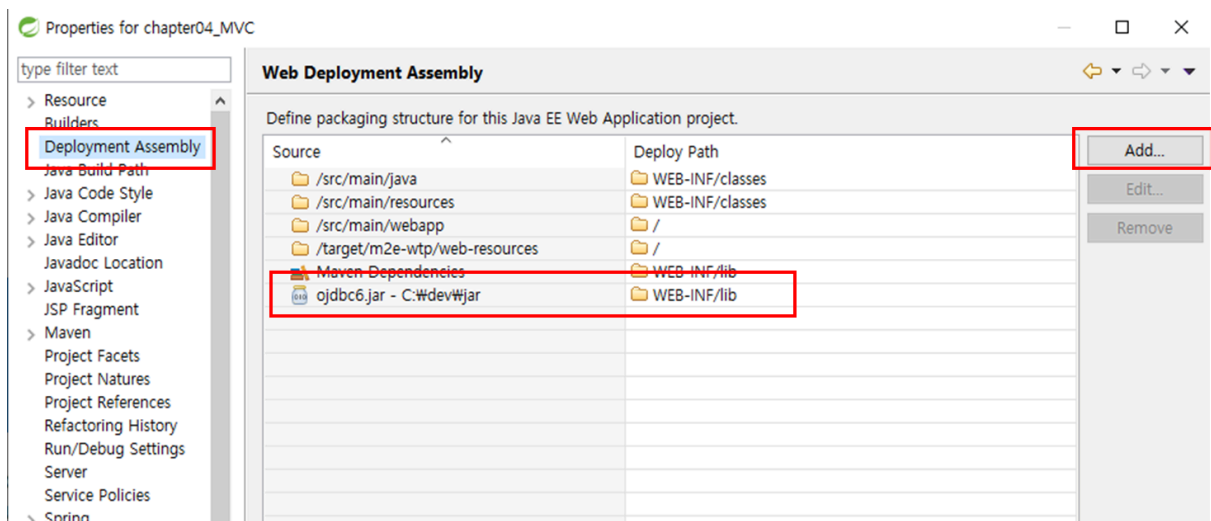 Properties for chapter04_MVC
type filter text
Resource
Builders
Deployment Assembly
Java Build Path
Java Code Style
Java Compiler
Java Editor
Javadoc Location
JavaScript
JSP Fragment
Maven
Project Facets
Project Natures
Project References
Refactoring History
Run/Debug Settings
Server
Service Policies
Spring
Web Deployment Assembly
Define packaging structure for this Java EE Web Application project.
Source Deploy Path
/src/main/java WEB-INF/classes
/src/main/resources WEB-INF/classes
/src/main/webapp /
/target/m2e-wtp/web-resources /
Maven Dependencies WEB-INF/lib
ojdbc6.jar - C:₩dev₩jar WEB-INF/lib
Add...
Edit...
Remove